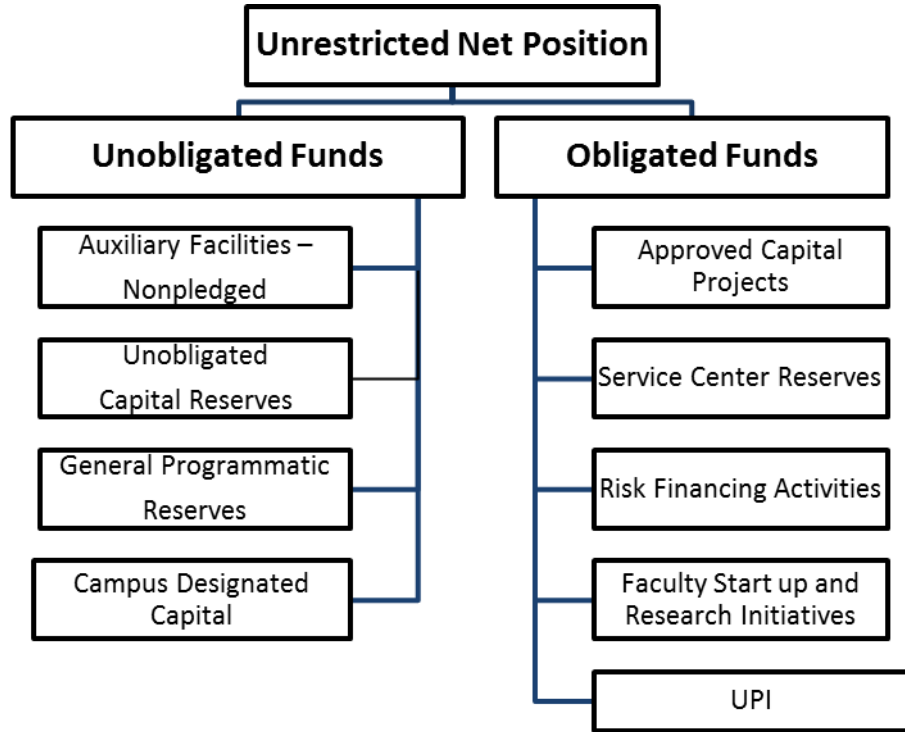 Unrestricted Net Position
Unobligated Funds
Auxiliary Facilities –
Nonpledged
Unobligated
Capital Reserves
General Programmatic
Reserves
Campus Designated
Capital
Obligated Funds
Approved Capital
Projects
Service Center Reserves
Risk Financing Activities
Faculty Start up and
Research Initiatives
UPI